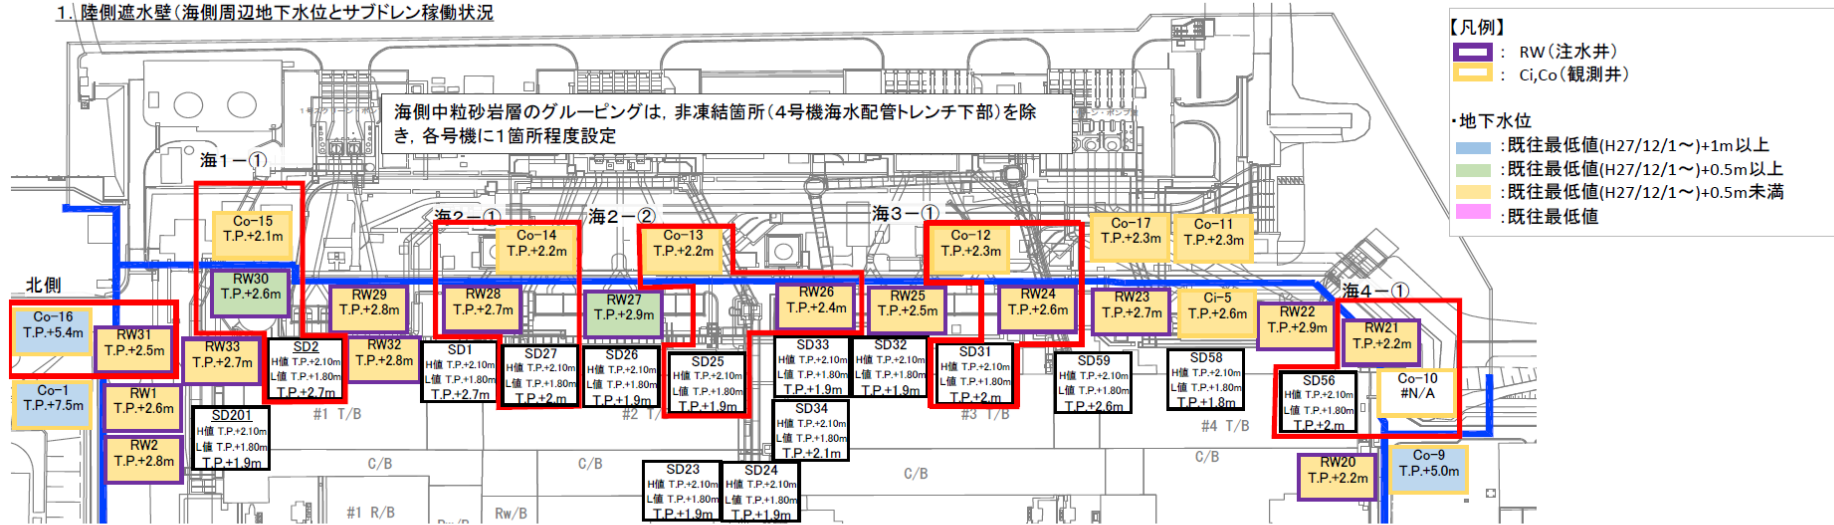 1. 陸側遮水壁(海側周辺地下水位とサブドレン稼働状況
【凡例】
: RW(注水井)
: Ci,Co(観測井)
・地下水位
:既往最低値(H27/12/1~)+1m以上
:既往最低値(H27/12/1~)+0.5m以上
:既往最低値(H27/12/1~)+0.5m未満
:既往最低値
海側中粒砂岩層のグルーピングは, 非凍結箇所(4号機海水配管トレンチ下部)を除
き, 各号機に1箇所程度設定
海1-①
海2-①
海2-②
海3-①
海4-①
北側
Co-15
T.P.+2.1m
Co-14
T.P.+2.2m
Co-13
T.P.+2.2m
Co-12
T.P.+2.3m
Co-17
T.P.+2.3m
Co-11
T.P.+2.3m
RW30
T.P.+2.6m
RW29
T.P.+2.8m
RW28
T.P.+2.7m
RW27
T.P.+2.9m
RW26
T.P.+2.4m
RW25
T.P.+2.5m
RW24
T.P.+2.6m
RW23
T.P.+2.7m
Ci-5
T.P.+2.6m
RW22
T.P.+2.9m
RW21
T.P.+2.2m
Co-16
T.P.+5.4m
RW31
T.P.+2.5m
RW33
T.P.+2.7m
SD2
H値 T.P.+2.10m
L値 T.P.+1.80m
T.P.+2.7m
RW32
T.P.+2.8m
SD1
H値 T.P.+2.10m
L値 T.P.+1.80m
T.P.+2.7m
SD27
H値 T.P.+2.10m
L値 T.P.+1.80m
T.P.+2.m
SD26
H値 T.P.+2.10m
L値 T.P.+1.80m
T.P.+1.9m
SD25
H値 T.P.+2.10m
L値 T.P.+1.80m
T.P.+1.9m
SD33
H値 T.P.+2.10m
L値 T.P.+1.80m
T.P.+1.9m
SD32
H値 T.P.+2.10m
L値 T.P.+1.80m
T.P.+1.9m
SD31
H値 T.P.+2.10m
L値 T.P.+1.80m
T.P.+2.m
SD59
H値 T.P.+2.10m
L値 T.P.+1.80m
T.P.+2.6m
SD58
H値 T.P.+2.10m
L値 T.P.+1.80m
T.P.+1.8m
SD56
H値 T.P.+2.10m
L値 T.P.+1.80m
T.P.+2.m
Co-10
#N/A
Co-1
T.P.+7.5m
RW1
T.P.+2.6m
RW2
T.P.+2.8m
SD201
H値 T.P.+2.10m
L値 T.P.+1.80m
T.P.+1.9m
SD34
H値 T.P.+2.10m
L値 T.P.+1.80m
T.P.+2.1m
#1 T/B
#2 T/
#3 T/B
#4 T/B
C/B
C/B
C/B
C/B
SD23
H値 T.P.+2.10m
L値 T.P.+1.80m
T.P.+1.9m
SD24
H値 T.P.+2.10m
L値 T.P.+1.80m
T.P.+1.9m
RW20
T.P.+2.2m
Co-9
T.P.+5.0m
#1 R/B
Rw/B